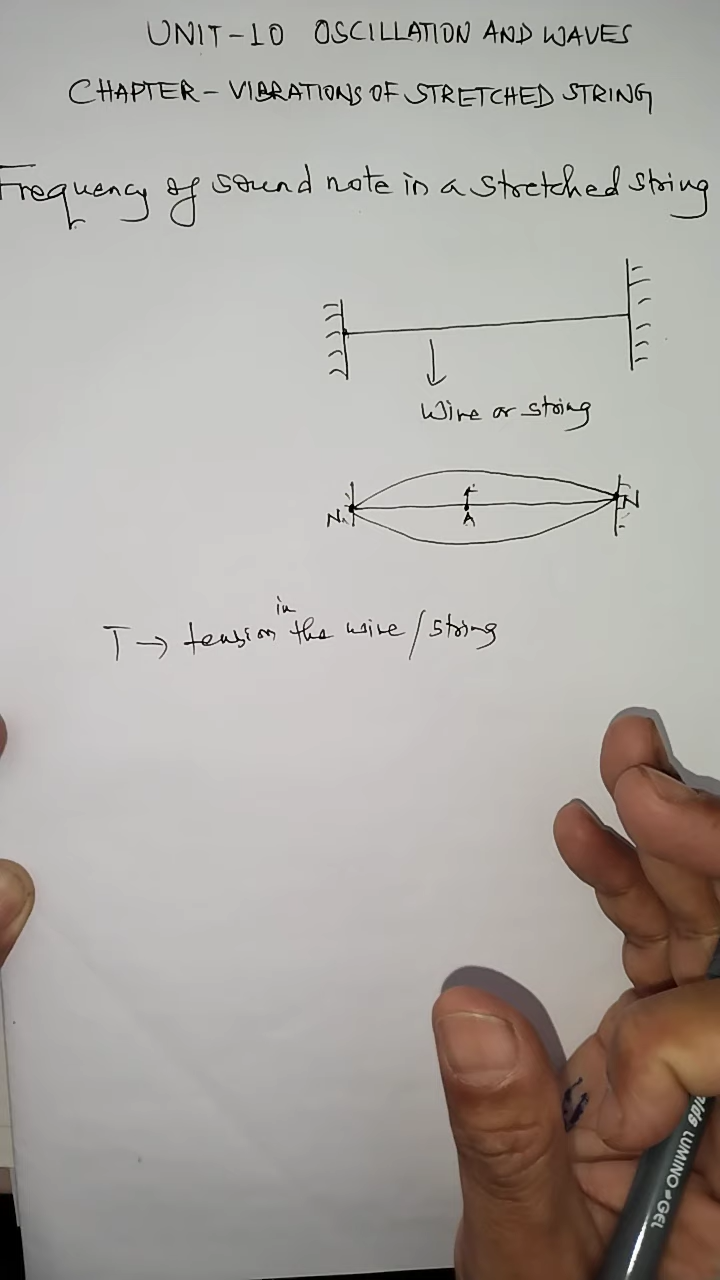 UNIT-10 OSCILLATION AND WAVES
CHAPTER - VIBRATIONS OF STRETCHED STRING
Frequency of sound note in a stretched string
Wire or string
N A N
in
T → tension the wire/string
LUMINO-GEL